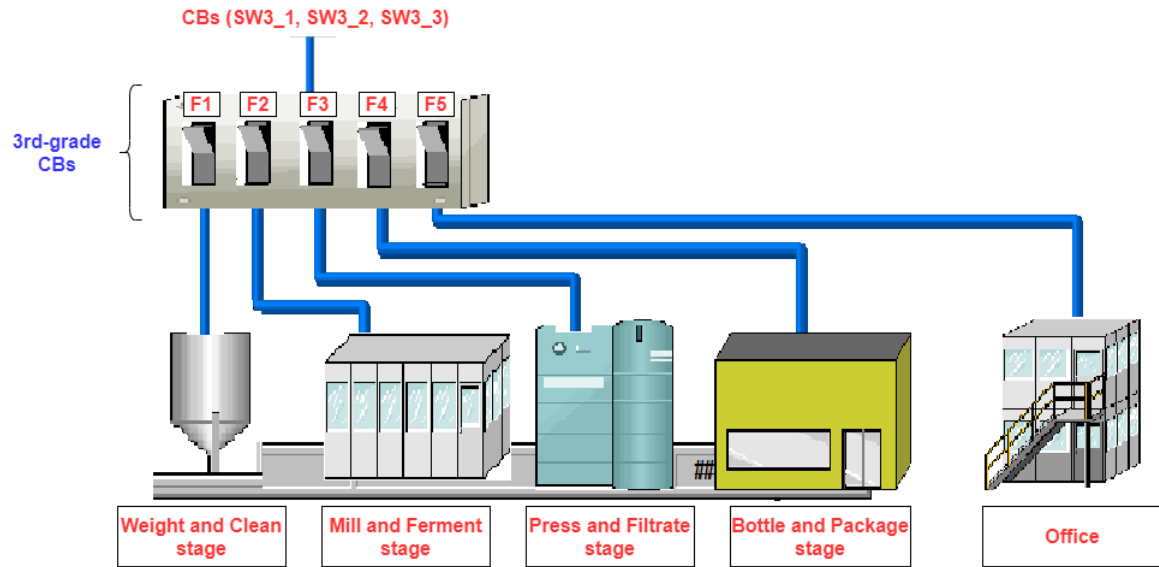 CBs (SW3_1, SW3_2, SW3_3)
F1 F2 F3 F4 F5
3rd-grade
CBs
Weight and Clean
stage
Mill and Ferment
stage
Press and Filtrate
stage
Bottle and Package
stage
Office